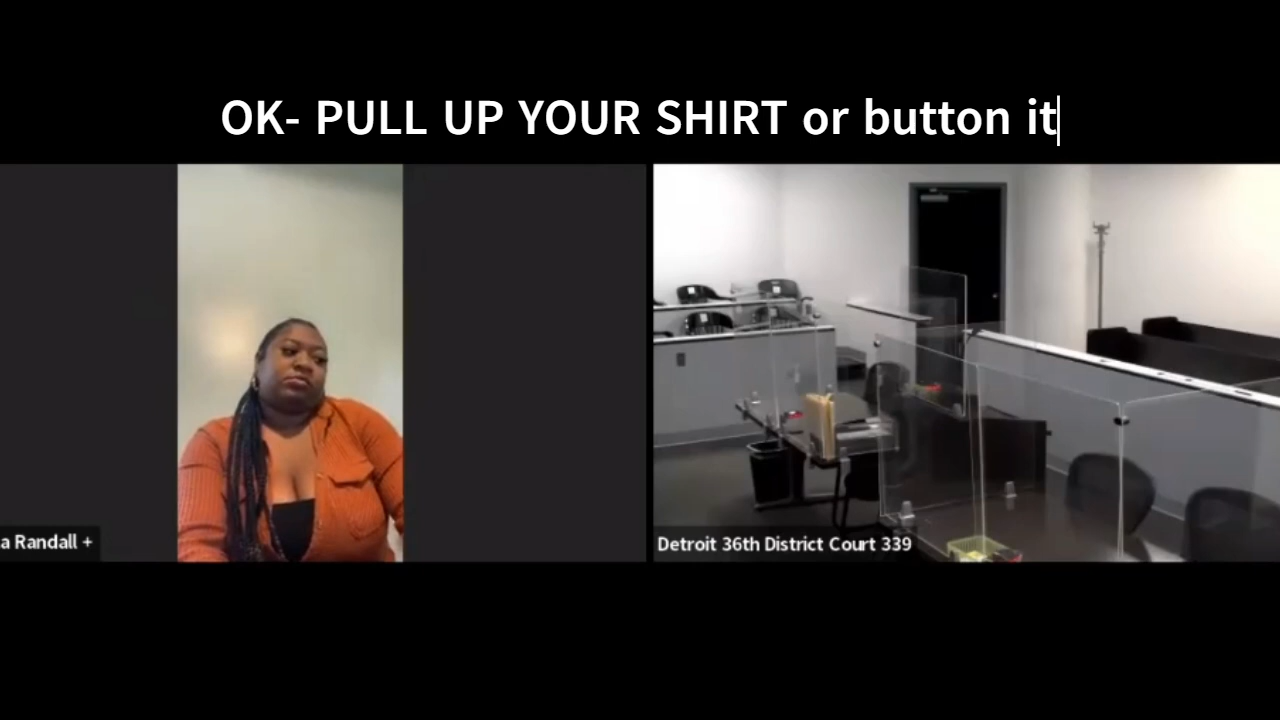 OK- PULL UP YOUR SHIRT or button it
a Randall +
Detroit 36th District Court 339